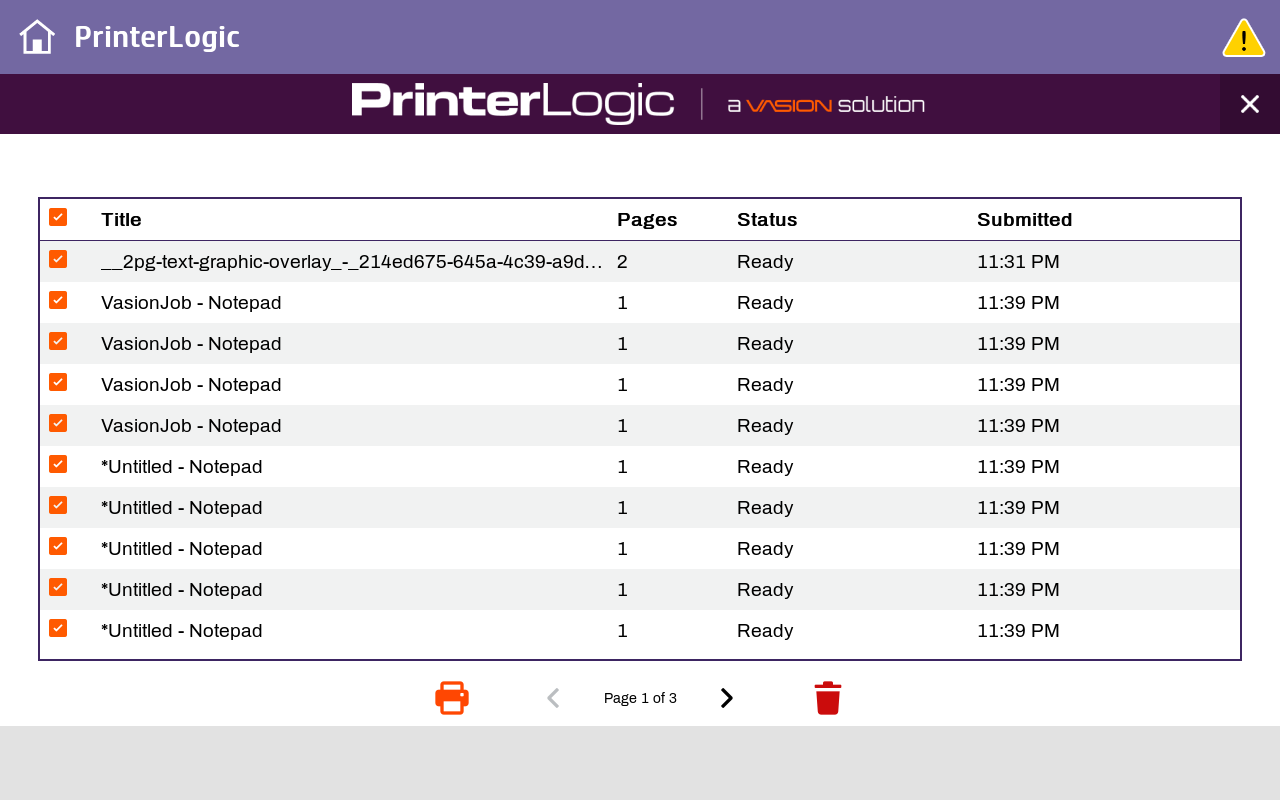 PrinterLogic
PrinterLogic a VASION solution
Title Pages Status Submitted
__2pg-text-graphic-overlay_-_214ed675-645a-4c39-a9d... 2 Ready 11:31 PM
VasionJob - Notepad 1 Ready 11:39 PM
VasionJob - Notepad 1 Ready 11:39 PM
VasionJob - Notepad 1 Ready 11:39 PM
VasionJob - Notepad 1 Ready 11:39 PM
*Untitled - Notepad 1 Ready 11:39 PM
*Untitled - Notepad 1 Ready 11:39 PM
*Untitled - Notepad 1 Ready 11:39 PM
*Untitled - Notepad 1 Ready 11:39 PM
*Untitled - Notepad 1 Ready 11:39 PM
Page 1 of 3